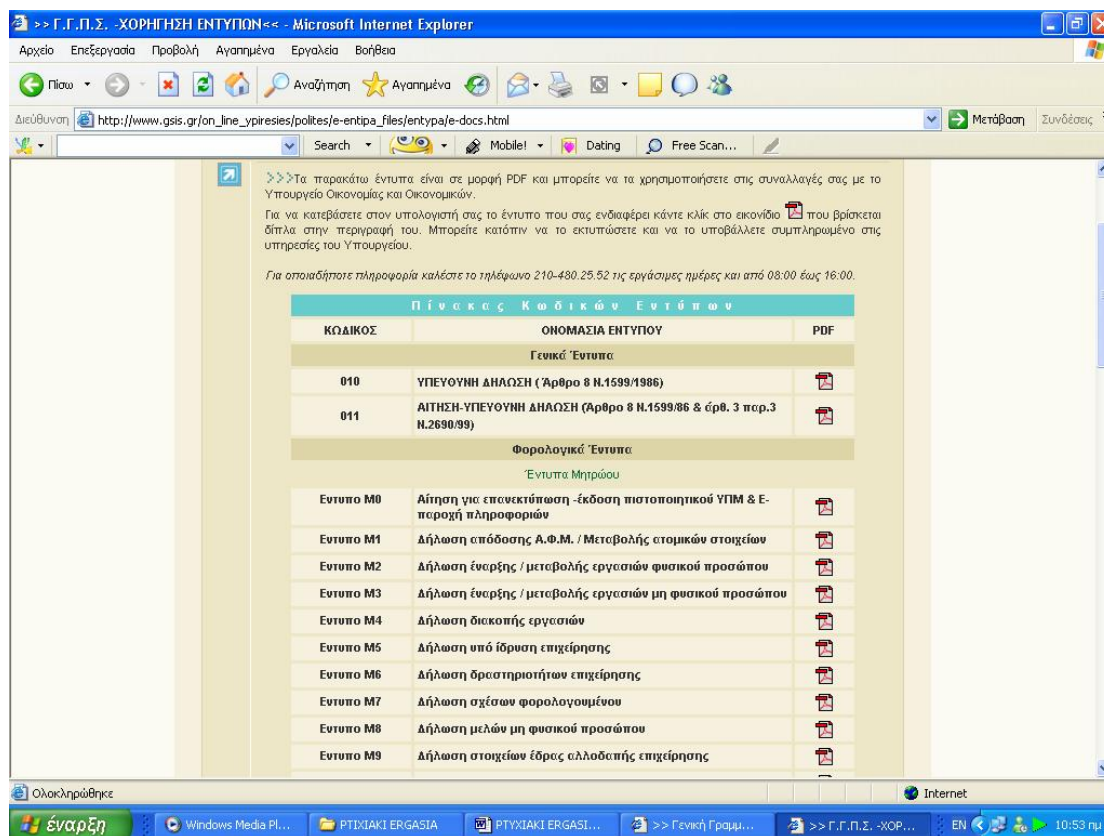 >> Γ.Γ.Π.Σ. -ΧΟΡΗΓΗΣΗ ΕΝΤΥΠΩΝ<< - Microsoft Internet Explorer
Αρχείο Επεξεργασία Προβολή Αγαπημένα Εργαλεία Βοήθεια
Πίσω Αναζήτηση Αγαπημένα
Διεύθυνση http://www.gsis.gr/on_line_ypiresies/polites/e-entipa_files/entypa/e-docs.html Μετάβαση Συνδέσεις
Search Mobile! Dating Free Scan...
>>>Τα παρακάτω έντυπα είναι σε μορφή PDF και μπορείτε να τα χρησιμοποιήσετε στις συναλλαγές σας με το
Υπουργείο Οικονομίας και Οικονομικών.
Για να κατεβάσετε στον υπολογιστή σας το έντυπο που σας ενδιαφέρει κάντε κλίκ στο εικονίδιο που βρίσκεται
δίπλα στην περιγραφή του. Μπορείτε κατόπιν να το εκτυπώσετε και να το υποβάλλετε συμπληρωμένο στις
υπηρεσίες του Υπουργείου.
Για οποιαδήποτε πληροφορία καλέστε το τηλέφωνο 210-480.25.52 τις εργάσιμες ημέρες και από 08:00 έως 16:00.
Πίνακας Κωδικών Εντύπων
ΚΩΔΙΚΟΣ ΟΝΟΜΑΣΙΑ ΕΝΤΥΠΟΥ PDF
Γενικά Έντυπα
010 ΥΠΕΥΘΥΝΗ ΔΗΛΩΣΗ ( Άρθρο 8 Ν.1599/1986)
011 ΑΙΤΗΣΗ-ΥΠΕΥΘΥΝΗ ΔΗΛΩΣΗ (Άρθρο 8 Ν.1599/86 & άρθ. 3 παρ.3
Ν.2690/99)
Φορολογικά Έντυπα
Έντυπα Μητρώου
Εντυπο Μ0 Αίτηση για επανεκτύπωση -έκδοση πιστοποιητικού ΥΠΜ & Ε-
παροχή πληροφοριών
Εντυπο Μ1 Δήλωση απόδοσης Α.Φ.Μ. / Μεταβολής ατομικών στοιχείων
Εντυπο Μ2 Δήλωση έναρξης / μεταβολής εργασιών φυσικού προσώπου
Εντυπο Μ3 Δήλωση έναρξης / μεταβολής εργασιών μη φυσικού προσώπου
Εντυπο Μ4 Δήλωση διακοπής εργασιών
Εντυπο Μ5 Δήλωση υπό ίδρυση επιχείρησης
Εντυπο Μ6 Δήλωση δραστηριοτήτων επιχείρησης
Εντυπο Μ7 Δήλωση σχέσων φορολογουμένου
Εντυπο Μ8 Δήλωση μελών μη φυσικού προσώπου
Εντυπο Μ9 Δήλωση στοιχείων έδρας αλλοδαπής επιχείρησης
Ολοκληρώθηκε Internet
έναρξη Windows Media Pl... PTIXIAKI ERGASIA PTYXIAKI ERGASI... >> Γενική Γραμμ... >> Γ.Γ.Π.Σ. -ΧΟΡ... EN 10:53 πμ